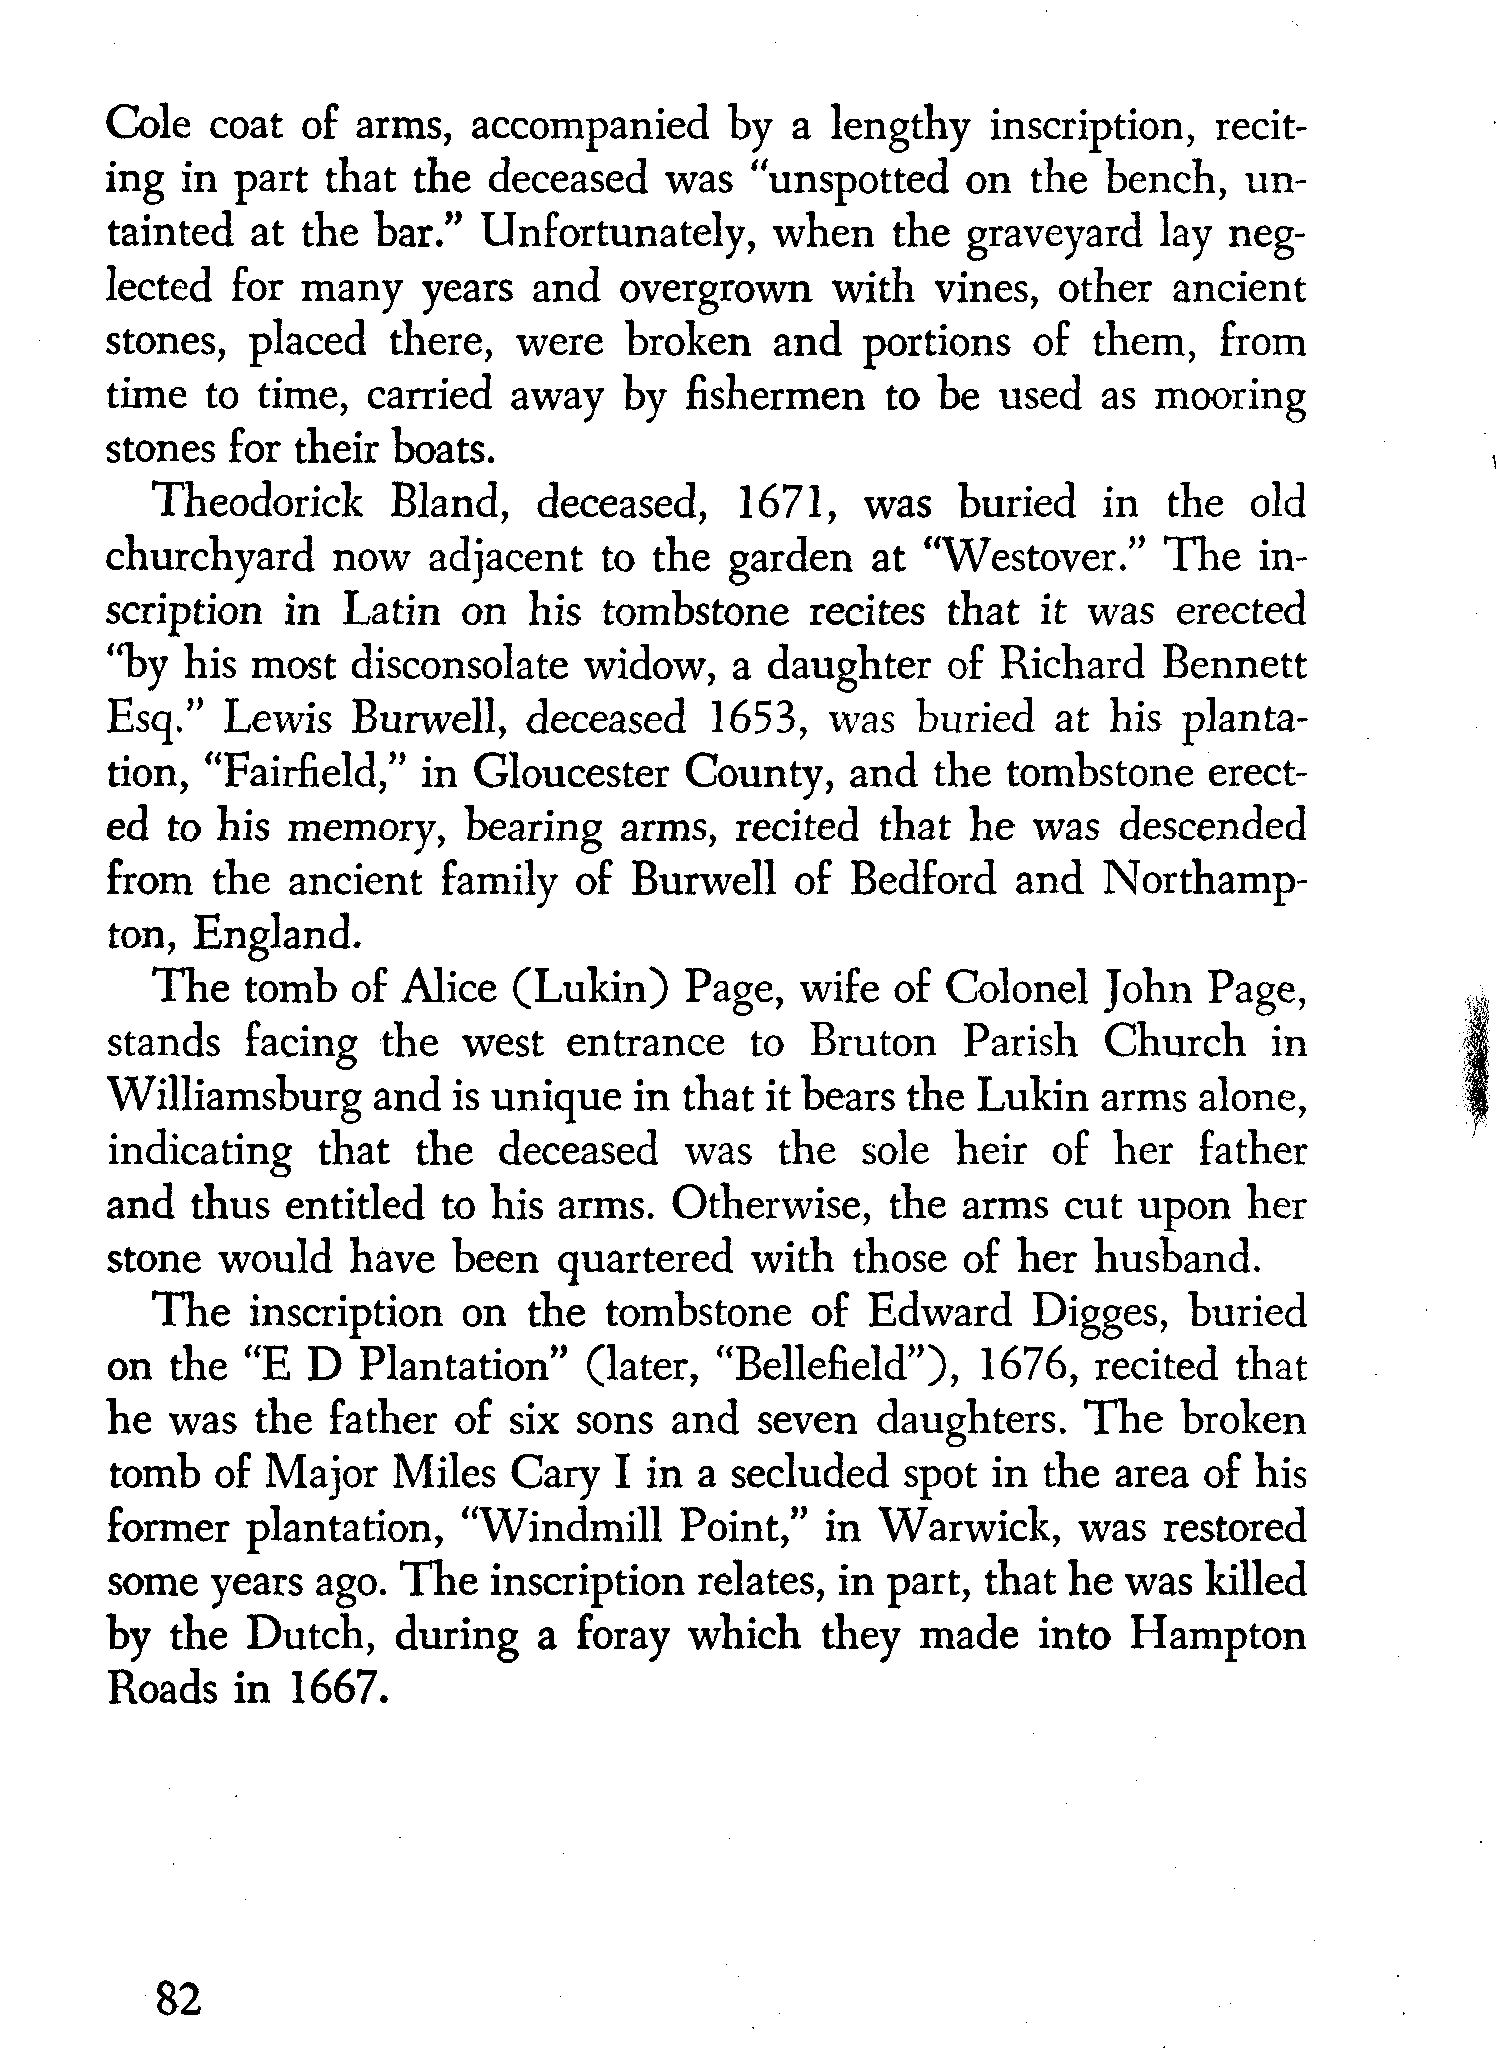 Cole coat of arms, accompanied by a lengthy inscription, recit-
ing in part that the deceased was “unspotted on the bench, un-
tainted at the bar.” Unfortunately, when the graveyard lay neg-
lected for many years and overgrown with vines, other ancient
stones, placed there, were broken and portions of them, from
time to time, carried away by fishermen to be used as mooring
stones for their boats.
Theodorick Bland, deceased, 1671, was buried in the old
churchyard now adjacent to the garden at “Westover.” The in-
scription in Latin on his tombstone recites that it was erected
“by his most disconsolate widow, a daughter of Richard Bennett
Esq.” Lewis Burwell, deceased 1653, was buried at his planta-
tion, “Fairfield,” in Gloucester County, and the tombstone erect-
ed to his memory, bearing arms, recited that he was descended
from the ancient family of Burwell of Bedford and Northamp-
ton, England.
The tomb of Alice (Lukin) Page, wife of Colonel John Page,
stands facing the west entrance to Bruton Parish Church in
Williamsburg and is unique in that it bears the Lukin arms alone,
indicating that the deceased was the sole heir of her father
and thus entitled to his arms. Otherwise, the arms cut upon her
stone would have been quartered with those of her husband.
The inscription on the tombstone of Edward Digges, buried
on the “E D Plantation” (later, “Bellefield”), 1676, recited that
he was the father of six sons and seven daughters. The broken
tomb of Major Miles Cary I in a secluded spot in the area of his
former plantation, “Windmill Point,” in Warwick, was restored
some years ago. The inscription relates, in part, that he was killed
by the Dutch, during a foray which they made into Hampton
Roads in 1667.
82